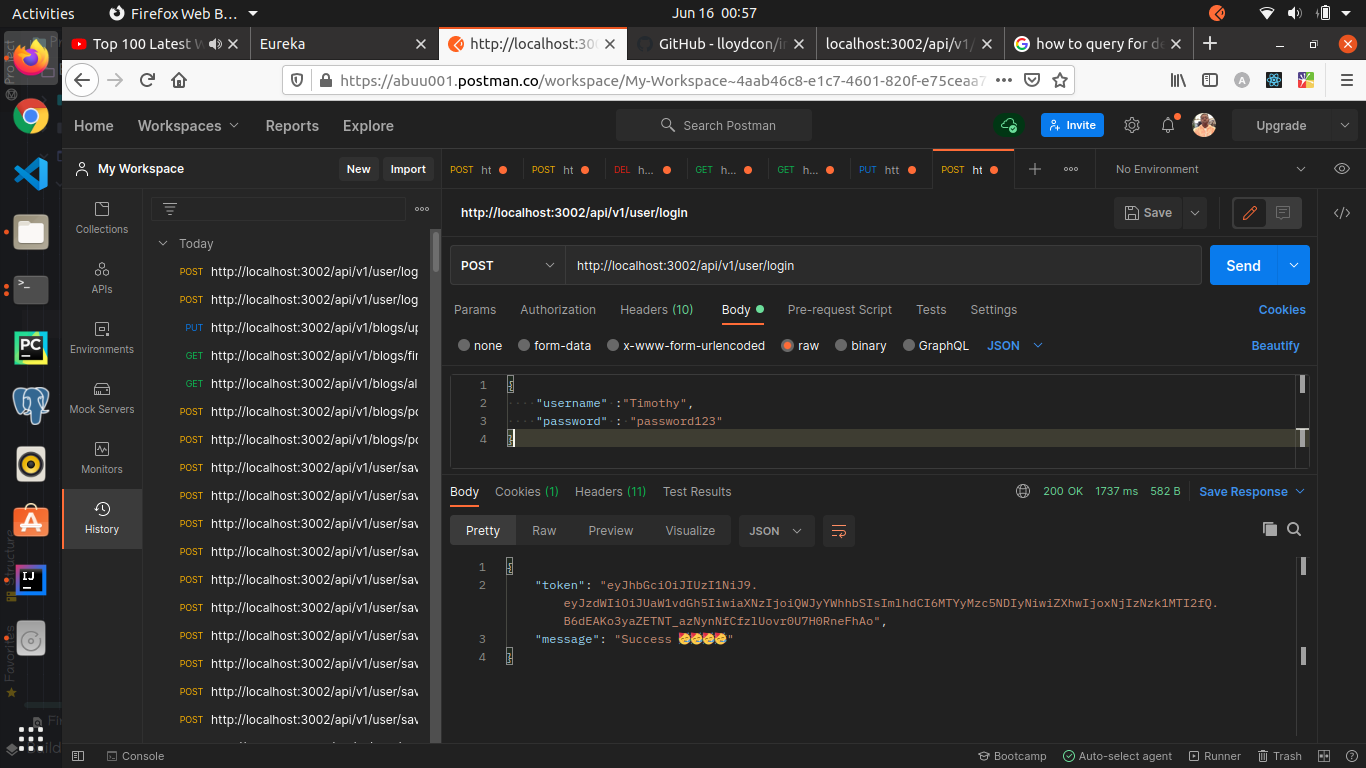 Activities
Firefox Web B…
Jun 16 00:57
Top 100 Latest
Eureka
http://localhost:300
GitHub - lloydcon/i
localhost:3002/api/v1/
how to query for de
https://abuu001.postman.co/workspace/My-Workspace~4aab46c8-e1c7-4601-820f-e75ceaa7
Home
Workspaces
Reports
Explore
Search Postman
Invite
Upgrade
My Workspace
New
Import
POST ht
POST ht
DEL h...
GET h...
GET h...
PUT htt
POST ht
No Environment
Collections
APIs
Environments
Mock Servers
Monitors
History
Today
POST http://localhost:3002/api/v1/user/log
POST http://localhost:3002/api/v1/user/log
PUT http://localhost:3002/api/v1/blogs/up
GET http://localhost:3002/api/v1/blogs/fin
GET http://localhost:3002/api/v1/blogs/al
POST http://localhost:3002/api/v1/blogs/po
POST http://localhost:3002/api/v1/blogs/po
POST http://localhost:3002/api/v1/user/sav
POST http://localhost:3002/api/v1/user/sav
POST http://localhost:3002/api/v1/user/sav
POST http://localhost:3002/api/v1/user/sav
POST http://localhost:3002/api/v1/user/sav
POST http://localhost:3002/api/v1/user/sav
POST http://localhost:3002/api/v1/user/sav
POST http://localhost:3002/api/v1/user/sav
POST http://localhost:3002/api/v1/user/sav
POST http://localhost:3002/api/v1/user/sav
http://localhost:3002/api/v1/user/login
Save
POST
http://localhost:3002/api/v1/user/login
Send
Params
Authorization
Headers (10)
Body
Pre-request Script
Tests
Settings
Cookies
none
form-data
x-www-form-urlencoded
raw
binary
GraphQL
JSON
Beautify
1 {
2 "username" :"Timothy",
3 "password" : "password123"
4 }
Body
Cookies (1)
Headers (11)
Test Results
200 OK
1737 ms
582 B
Save Response
Pretty
Raw
Preview
Visualize
JSON
1 {
2 "token": "eyJhbGciOiJIUzI1NiJ9.
eyJzdWIiOiJUaW1vdGh5IiwiaXNzIjoiQWJyYWhhbSIsImlhdCI6MTYyMzc5NDIyNiwiZXhwIjoxNjIzNzk1MTI2fQ.
B6dEAKo3yaZETNT_azNynNfCfzlUovr0U7H0RneFhAo",
3 "message": "Success 🥳🥳🥳🥳"
4 }
Console
Bootcamp
Auto-select agent
Runner
Trash